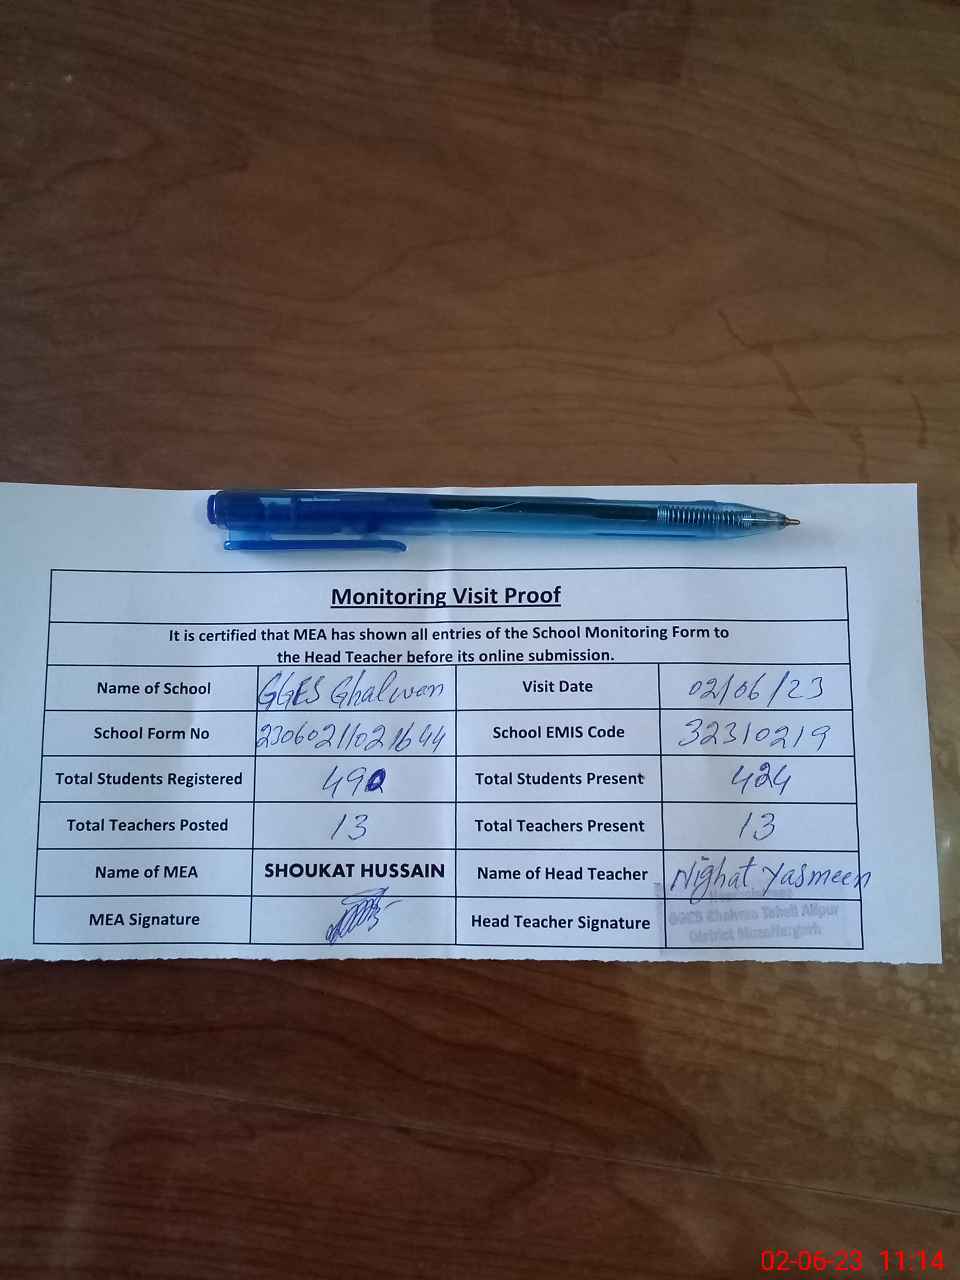 Monitoring Visit Proof
It is certified that MEA has shown all entries of the School Monitoring Form to
the Head Teacher before its online submission.
Name of School GGES Ghalwan Visit Date 02/06/23
School Form No 23060211021644 School EMIS Code 32310219
Total Students Registered 490 Total Students Present 424
Total Teachers Posted 13 Total Teachers Present 13
Name of MEA SHOUKAT HUSSAIN Name of Head Teacher Nighat Yasmeen
MEA Signature Head Teacher Signature
Tehsil Alipur
District Muzaffargarh
02-06-23 11:14